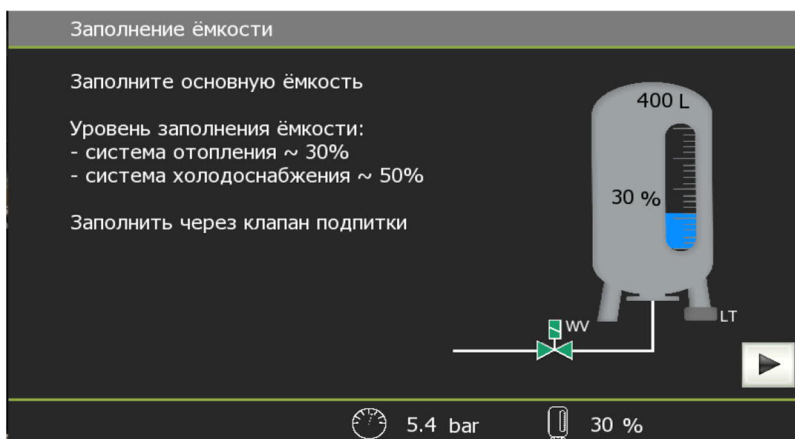 Заполнение ёмкости
Заполните основную ёмкость
Уровень заполнения ёмкости:
- система отопления ~ 30%
- система холодоснабжения ~ 50%
Заполнить через клапан подпитки
400 L
30 %
WV
LT
5.4 bar
30 %